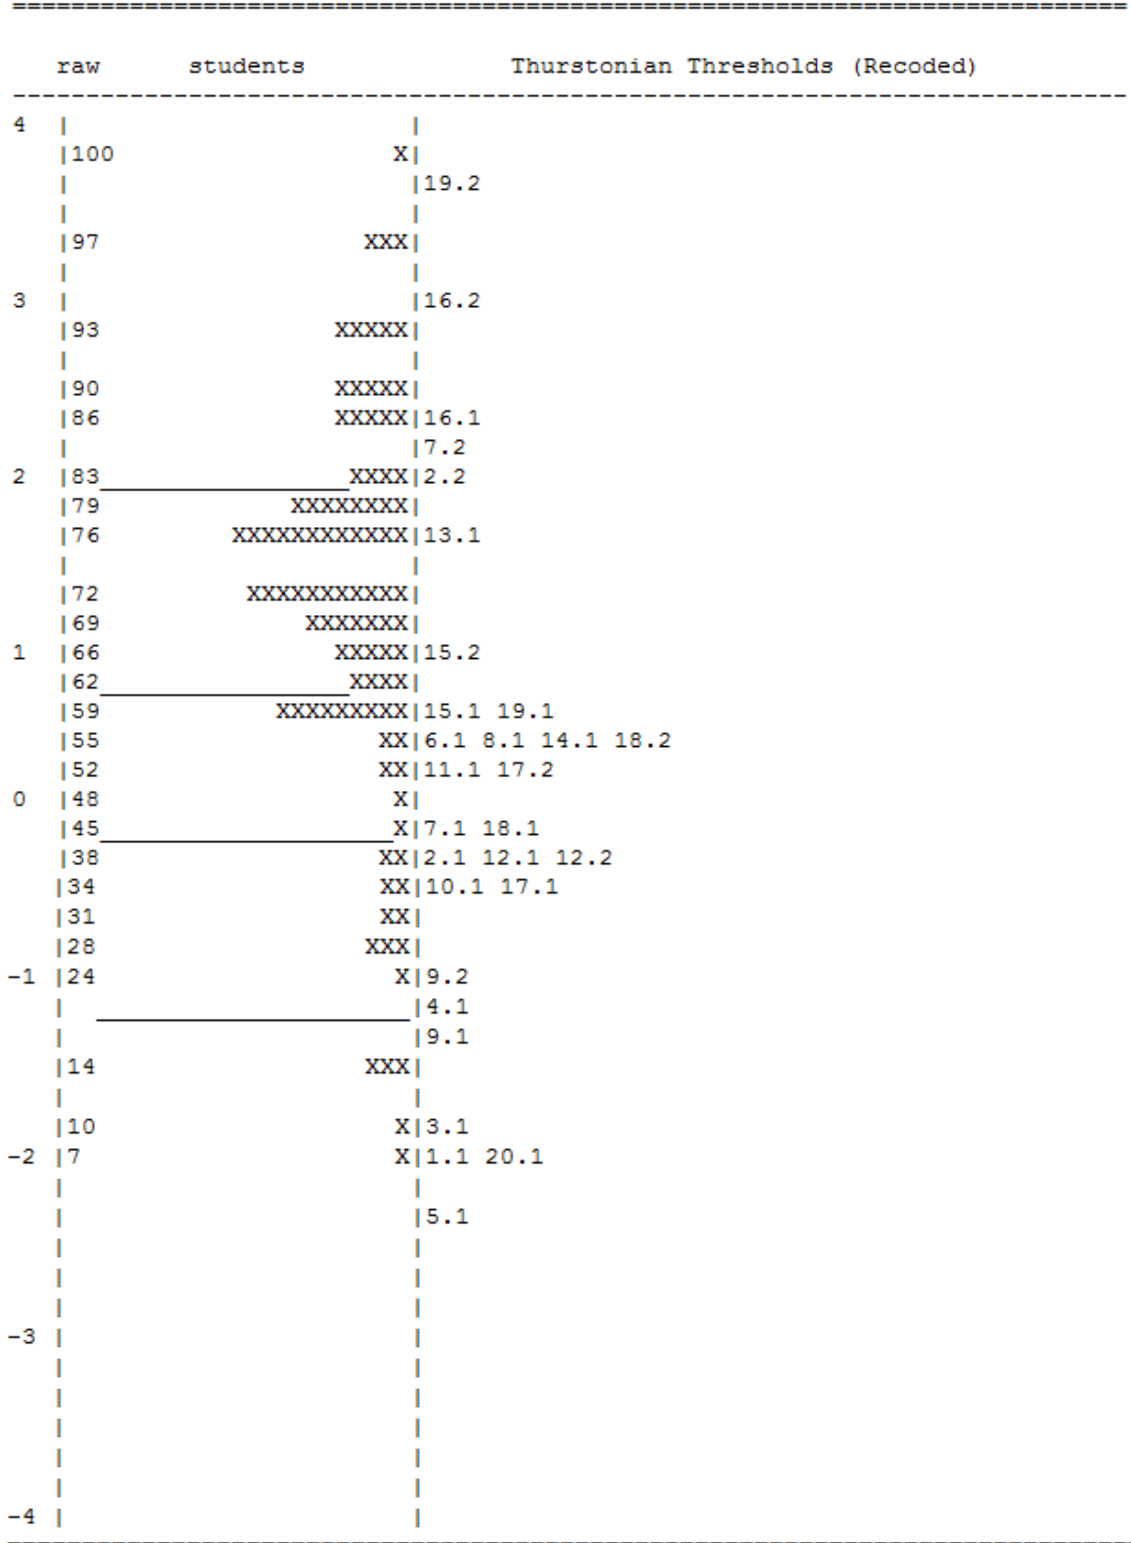 ============================================================================
raw students Thurstonian Thresholds (Recoded)
----------------------------------------------------------------------------
4 | |
|100 X|
| |19.2
| |
|97 XXX|
| |
3 | |16.2
|93 XXXXX|
| |
|90 XXXXX|
|86 XXXXX|16.1
| |7.2
2 |83_________________XXXX|2.2
|79 XXXXXXXX|
|76 XXXXXXXXXXXX|13.1
| |
|72 XXXXXXXXXXX|
|69 XXXXXXX|
1 |66 XXXXX|15.2
|62_________________XXXX|
|59 XXXXXXXXX|15.1 19.1
|55 XX|6.1 8.1 14.1 18.2
|52 XX|11.1 17.2
0 |48 X|
|45____________________X|7.1 18.1
|38 XX|2.1 12.1 12.2
|34 XX|10.1 17.1
|31 XX|
|28 XXX|
-1 |24 X|9.2
| _____________________|4.1
| |9.1
|14 XXX|
| |
|10 X|3.1
-2 |7 X|1.1 20.1
| |
| |5.1
| |
| |
| |
-3 | |
| |
| |
| |
| |
| |
-4 | |
============================================================================